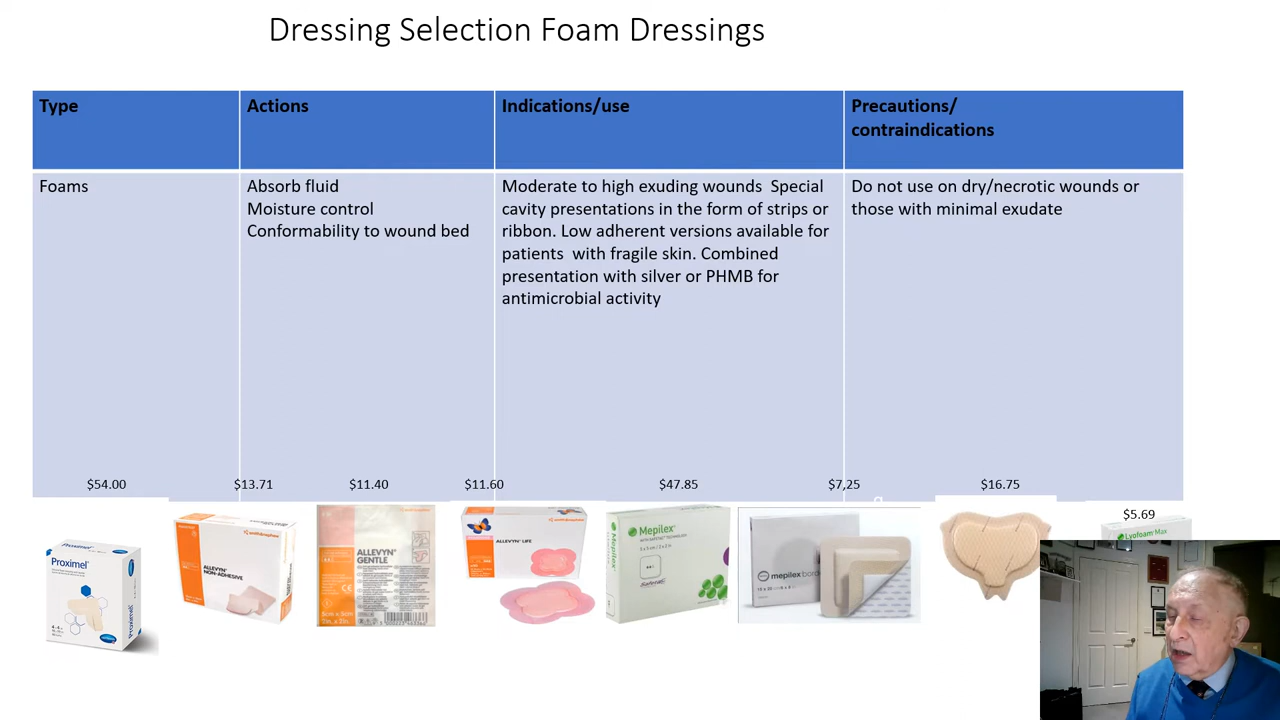 Dressing Selection Foam Dressings
Type
Actions
Indications/use
Precautions/
contraindications
Foams
Absorb fluid
Moisture control
Conformability to wound bed
Moderate to high exuding wounds Special
cavity presentations in the form of strips or
ribbon. Low adherent versions available for
patients with fragile skin. Combined
presentation with silver or PHMB for
antimicrobial activity
Do not use on dry/necrotic wounds or
those with minimal exudate
$54.00
$13.71
$11.40
$11.60
$47.85
$7,25
$16.75
$5.69
Proximel
ALLEVYN
NON-ADHESIVE
ALLEVYN
GENTLE
ALLEVYN LIFE
Mepilex
mepilex bord
Lyofoam Max